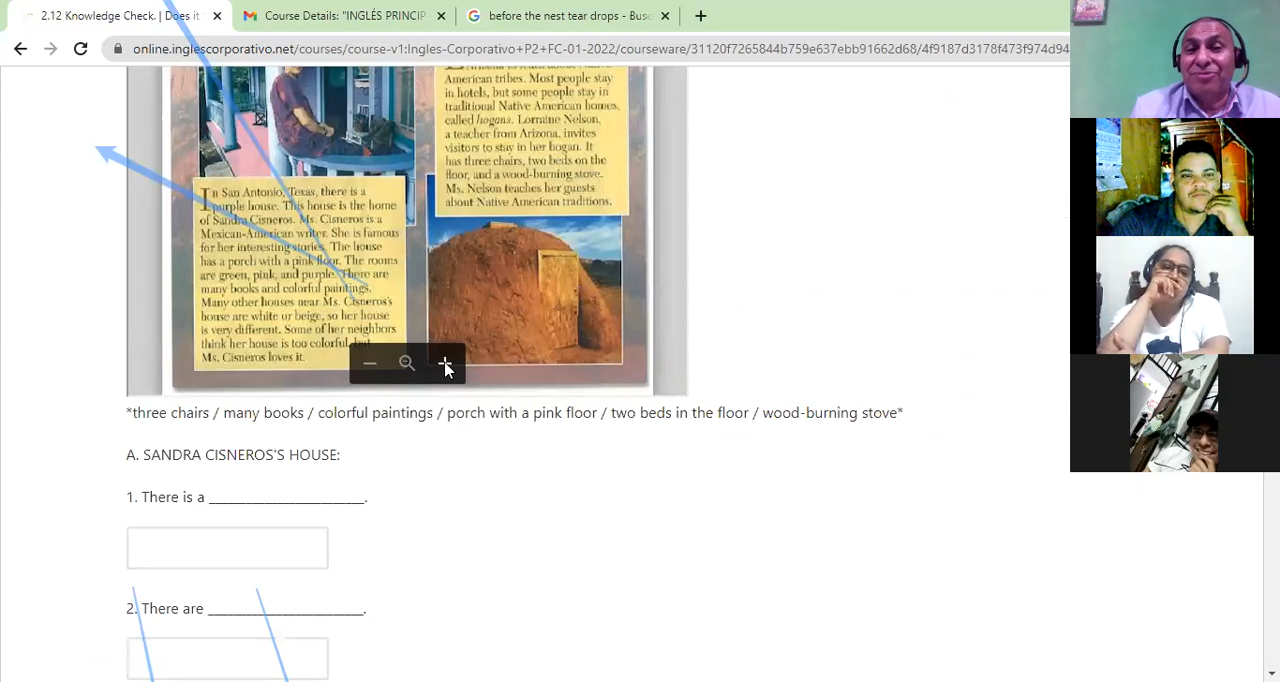 2.12 Knowledge Check. | Does it
Course Details: "INGLÉS PRINCIP
before the nest tear drops - Bus
online.inglescorporativo.net/courses/course-v1:Ingles-Corporativo+P2+FC-01-2022/courseware/31120f7265844b759e637ebb91662d68/4f9187d3178f473f974d94
American tribes. Most people stay
in hotels, but some people stay in
traditional Native American homes,
called hogans. Lorraine Nelson,
a teacher from Arizona, invites
visitors to stay in her hogan. It
has three chairs, two beds on the
floor, and a wood-burning stove.
Ms. Nelson teaches her guests
about Native American traditions.
In San Antonio, Texas, there is a
purple house. This house is the home
of Sandra Cisneros. Ms. Cisneros is a
Mexican-American writer. She is famous
for her interesting stories. The house
has a porch with a pink floor. The rooms
are green, pink, and purple. There are
many books and colorful paintings.
Many other houses near Ms. Cisneros's
house are white or beige, so her house
is very different. Some of her neighbors
think her house is too colorful, but
Ms. Cisneros loves it.
*three chairs / many books / colorful paintings / porch with a pink floor / two beds in the floor / wood-burning stove*
A. SANDRA CISNEROS'S HOUSE:
1. There is a ______________________.
2. There are ______________________.